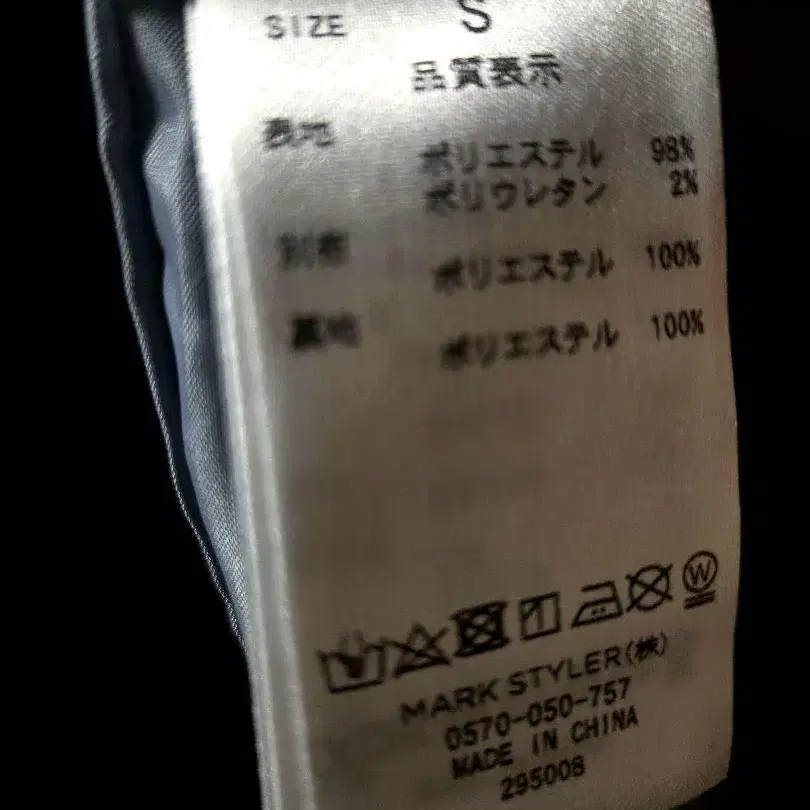 SIZE S
品質表示
表地 ポリエステル 98%
ポリウレタン 2%
別布 ポリエステル 100%
裏地 ポリエステル 100%
W
MARK STYLER(株)
0570-050-757
MADE IN CHINA
295008